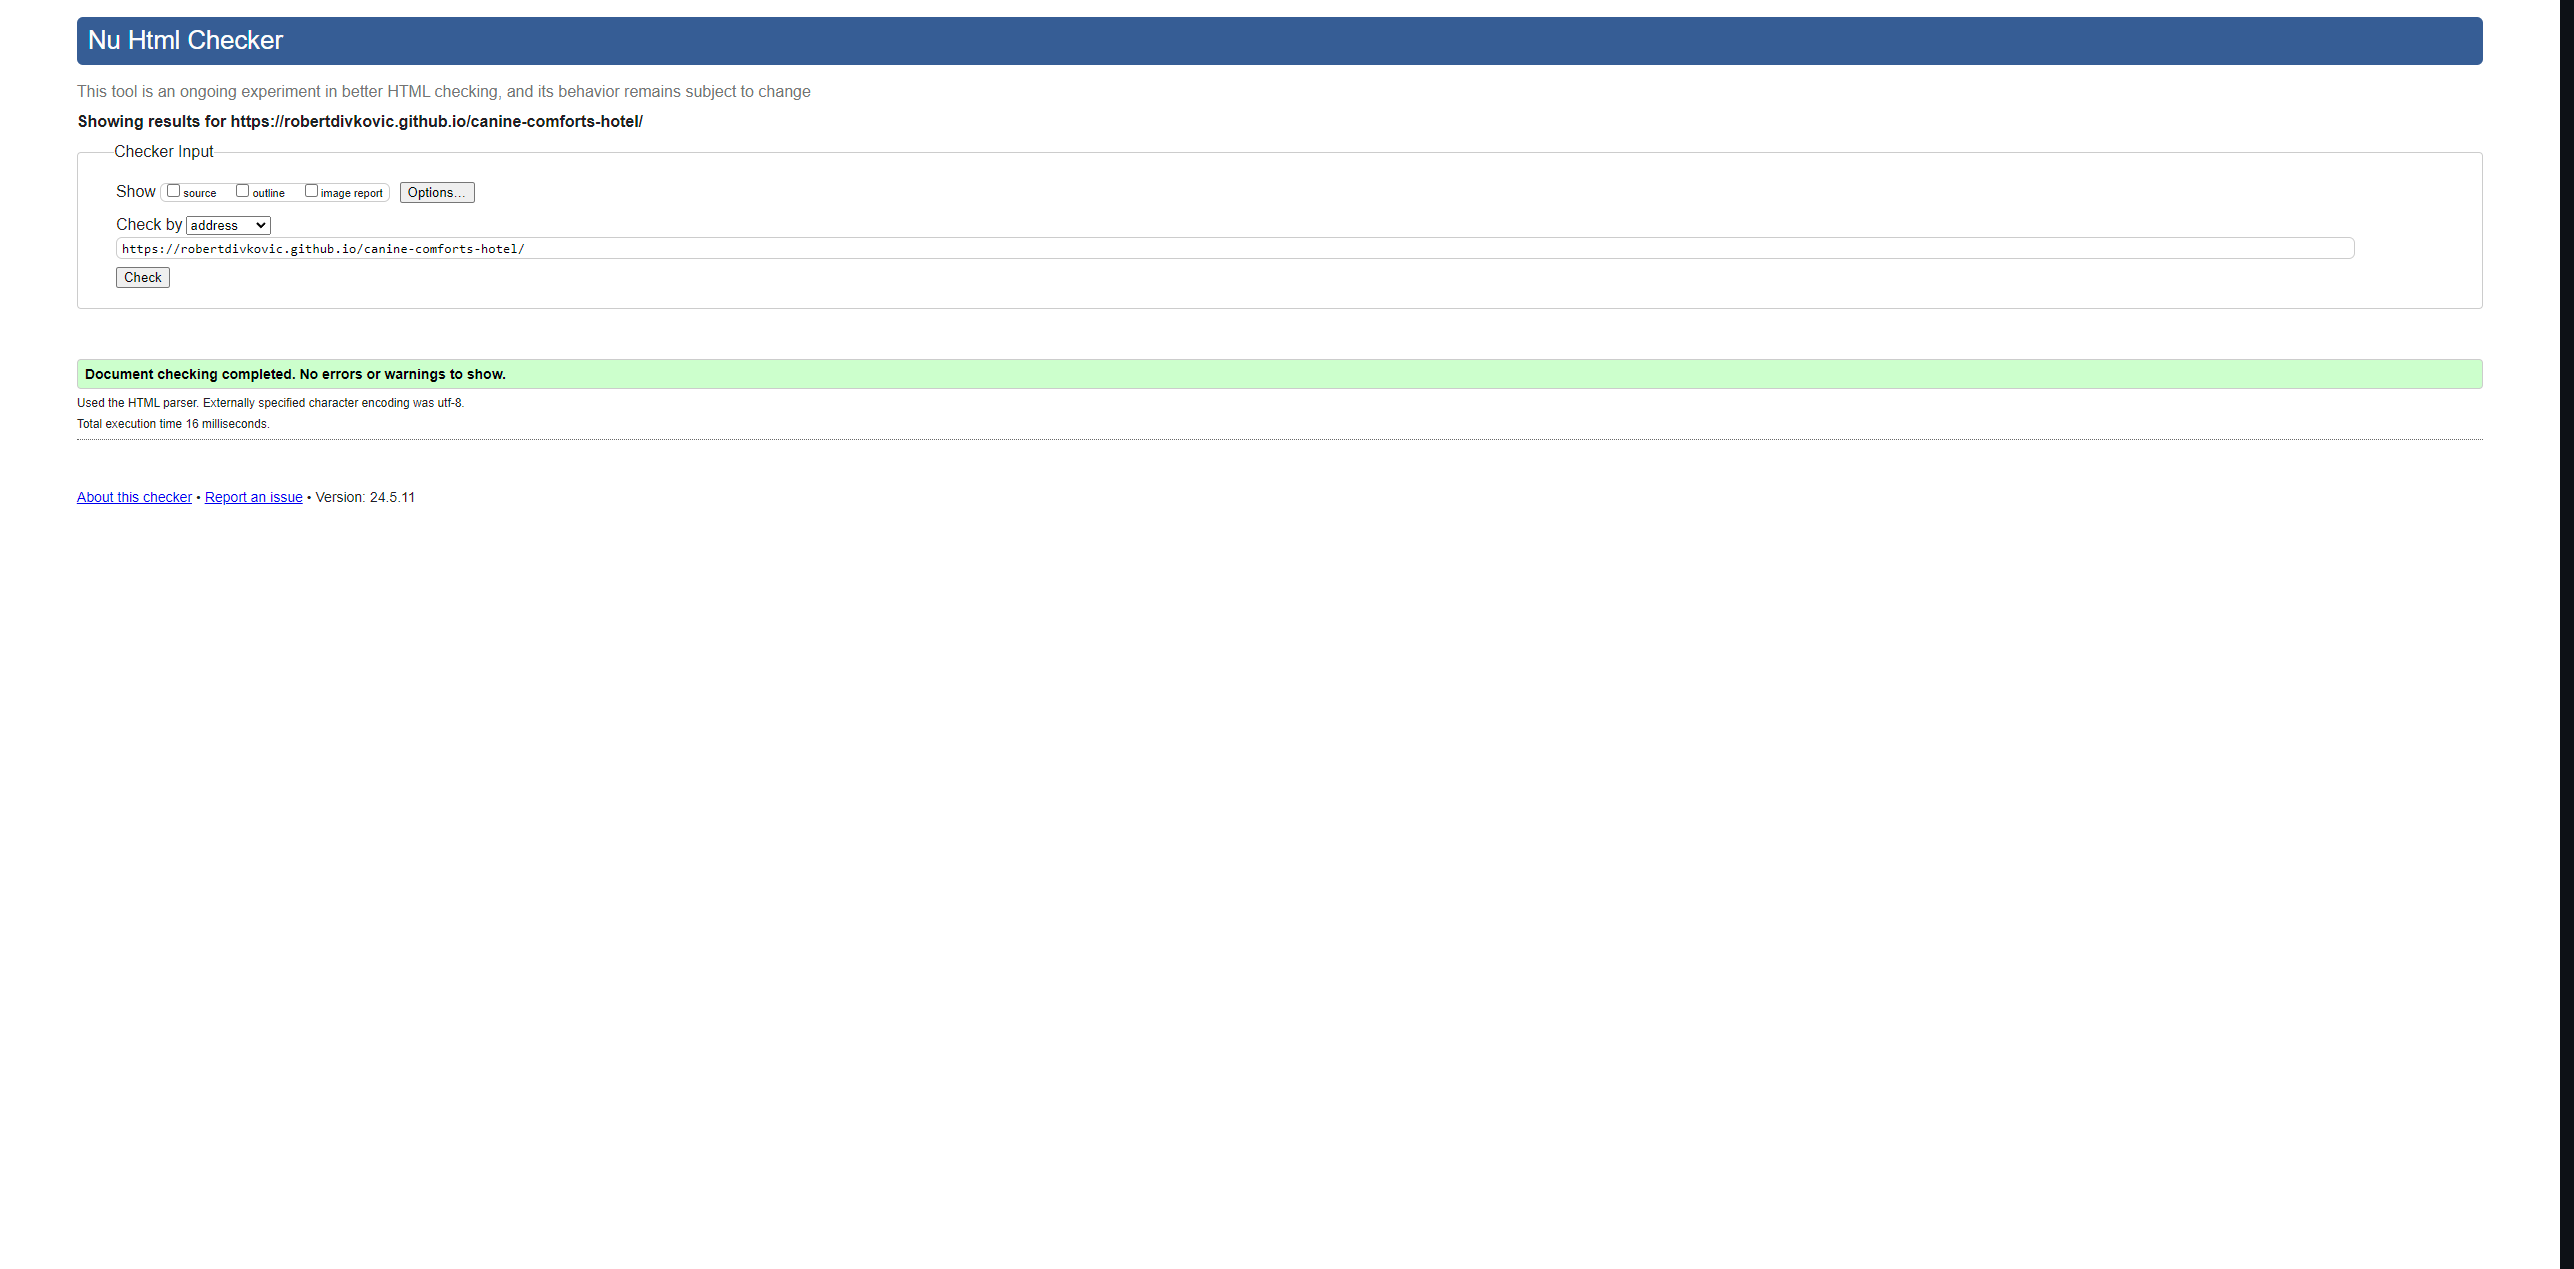 Nu Html Checker
This tool is an ongoing experiment in better HTML checking, and its behavior remains subject to change
Showing results for https://robertdivkovic.github.io/canine-comforts-hotel/
Checker Input
Show source outline image report Options...
Check by address
https://robertdivkovic.github.io/canine-comforts-hotel/
Check
Document checking completed. No errors or warnings to show.
Used the HTML parser. Externally specified character encoding was utf-8.
Total execution time 16 milliseconds.
About this checker • Report an issue • Version: 24.5.11